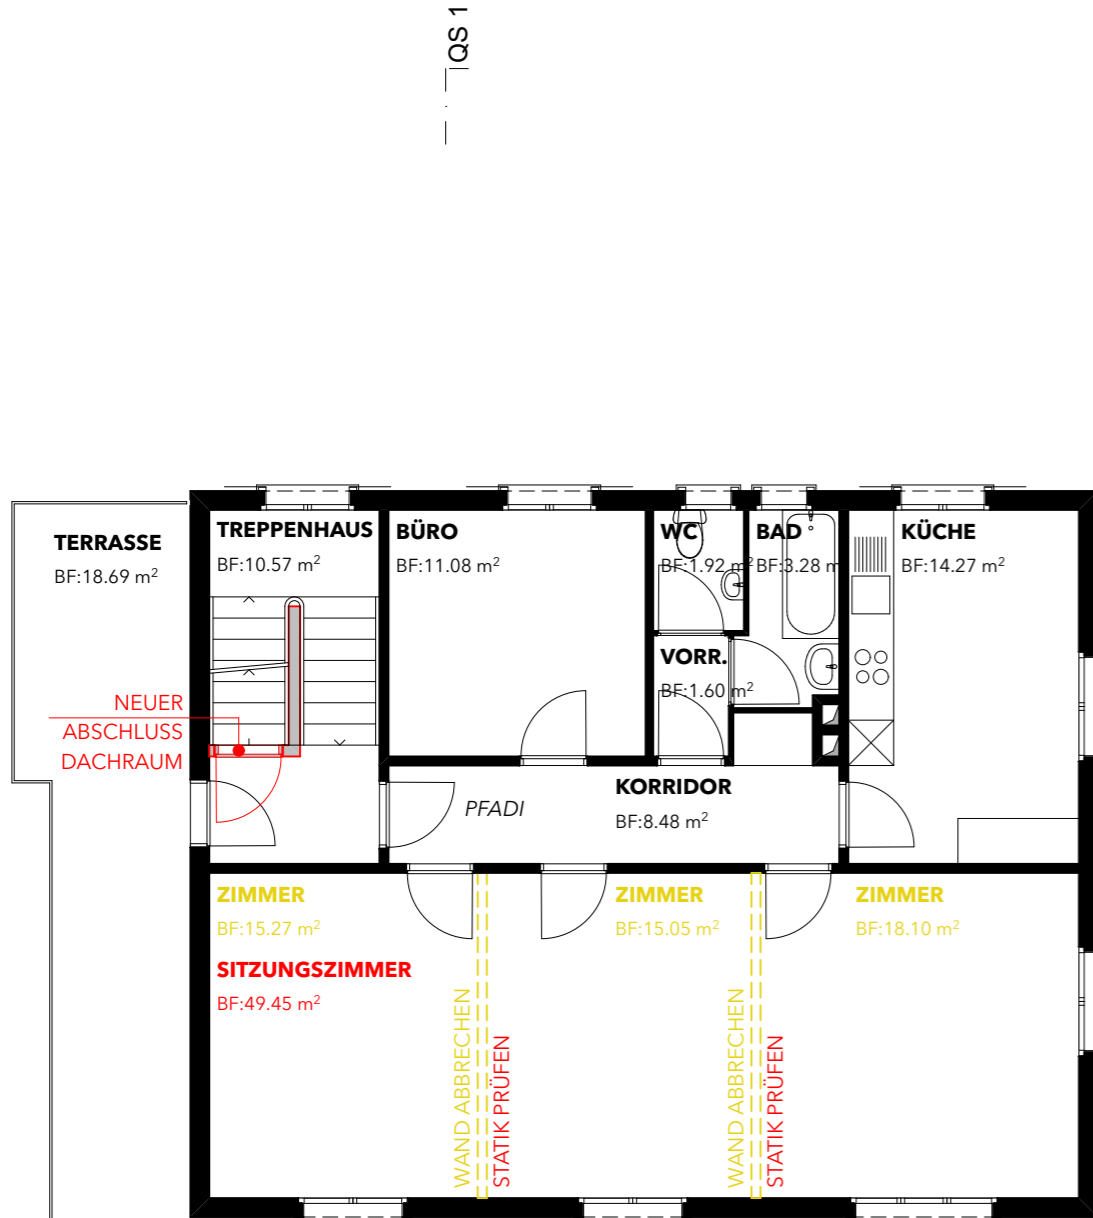 QS 1
TERRASSE
BF:18.69 m²
TREPPENHAUS
BF:10.57 m²
BÜRO
BF:11.08 m²
WC
BF:1.92 m²
BAD
BF:3.28 m
KÜCHE
BF:14.27 m²
VORR.
BF:1.60 m²
NEUER
ABSCHLUSS
DACHRAUM
PFADI
KORRIDOR
BF:8.48 m²
ZIMMER
BF:15.27 m²
SITZUNGSZIMMER
BF:49.45 m²
ZIMMER
BF:15.05 m²
ZIMMER
BF:18.10 m²
WAND ABBRECHEN
STATIK PRÜFEN
WAND ABBRECHEN
STATIK PRÜFEN